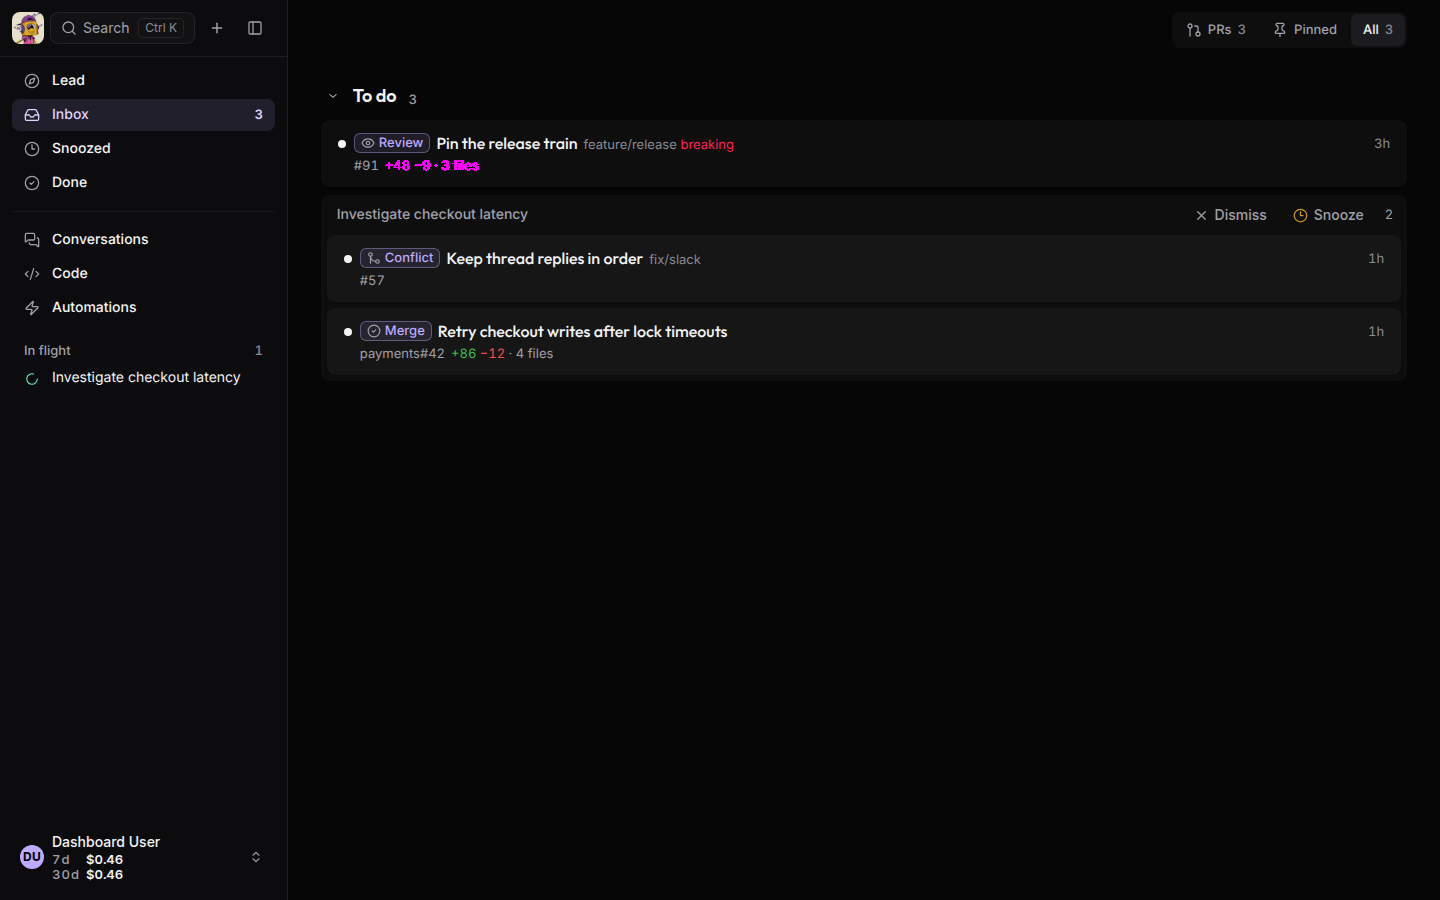 Search Ctrl K
PRs 3 Pinned All 3
Lead
Inbox 3
Snoozed
Done
Conversations
Code
Automations
In flight 1
Investigate checkout latency
Dashboard User
DU
7d $0.46
30d $0.46
To do 3
Review Pin the release train feature/release breaking 3h
#91 +48 −9 · 3 files
Investigate checkout latency Dismiss Snooze 2
Conflict Keep thread replies in order fix/slack 1h
#57
Merge Retry checkout writes after lock timeouts 1h
payments#42 +86 −12 · 4 files